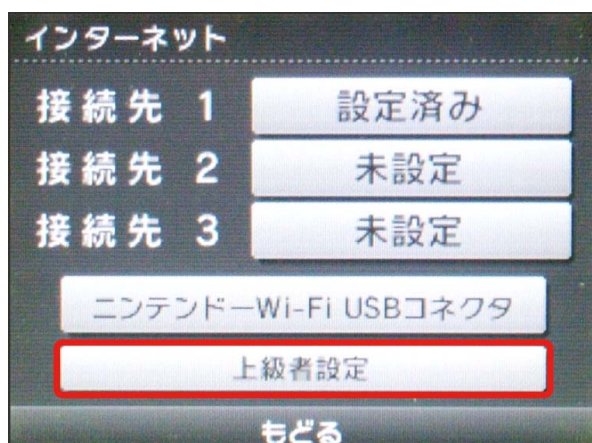 インターネット
接続先 1 設定済み
接続先 2 未設定
接続先 3 未設定
ニンテンドーWi-Fi USBコネクタ
上級者設定
もどる